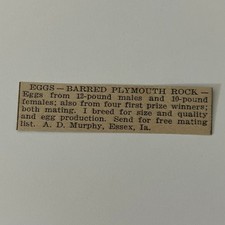 EGGS — BARRED PLYMOUTH ROCK —
Eggs from 12-pound males and 10-pound
females; also from four first prize winners;
both mating. I breed for size and quality
and egg production. Send for free mating
list. A. D. Murphy, Essex, Ia.